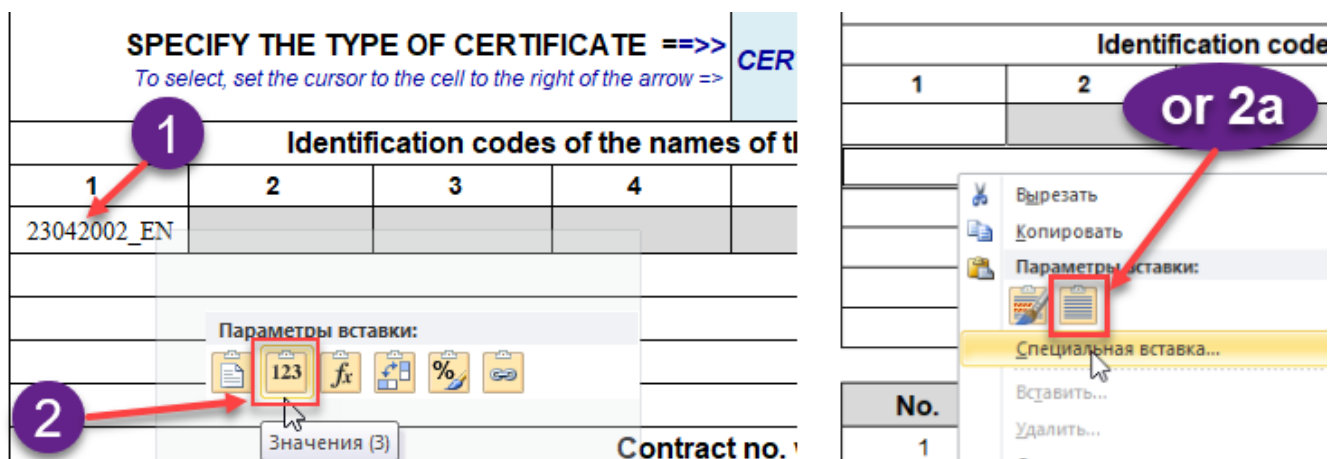 SPECIFY THE TYPE OF CERTIFICATE ==>>
To select, set the cursor to the cell to the right of the arrow =>
CER
1
Identification codes of the names of
1 2 3 4
23042002_EN
Параметры вставки:
123 fx %
2
Значения (З)
Contract no.
Identification code
1 2
or 2a
Вырезать
Копировать
Параметры вставки:
Специальная вставка...
Вставить...
No.
Удалить...
1